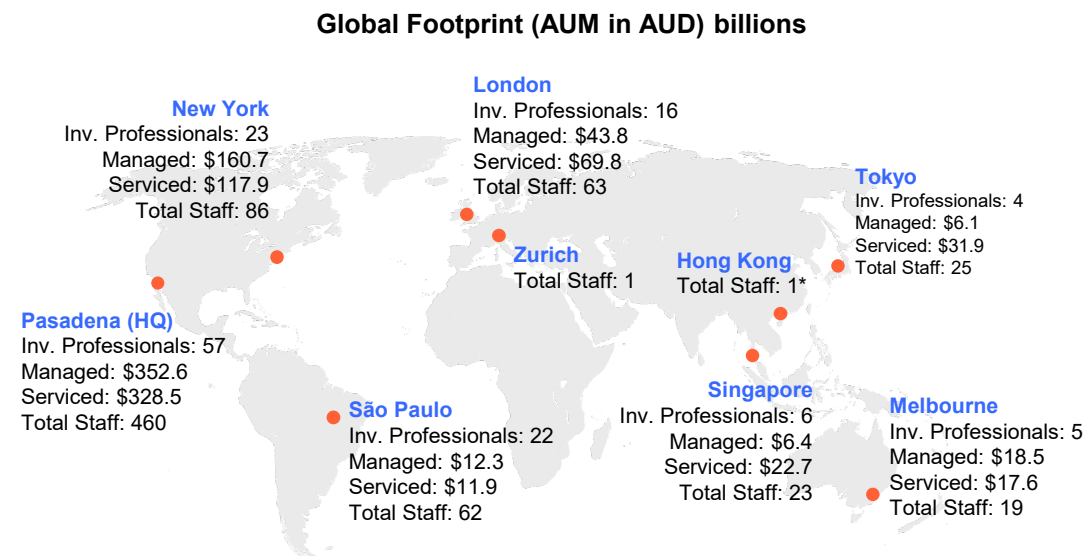 Global Footprint (AUM in AUD) billions
London
Inv. Professionals: 16
Managed: $43.8
Serviced: $69.8
Total Staff: 63
New York
Inv. Professionals: 23
Managed: $160.7
Serviced: $117.9
Total Staff: 86
Tokyo
Inv. Professionals: 4
Managed: $6.1
Serviced: $31.9
Total Staff: 25
Zurich
Total Staff: 1
Hong Kong
Total Staff: 1*
Pasadena (HQ)
Inv. Professionals: 57
Managed: $352.6
Serviced: $328.5
Total Staff: 460
São Paulo
Inv. Professionals: 22
Managed: $12.3
Serviced: $11.9
Total Staff: 62
Singapore
Inv. Professionals: 6
Managed: $6.4
Serviced: $22.7
Total Staff: 23
Melbourne
Inv. Professionals: 5
Managed: $18.5
Serviced: $17.6
Total Staff: 19